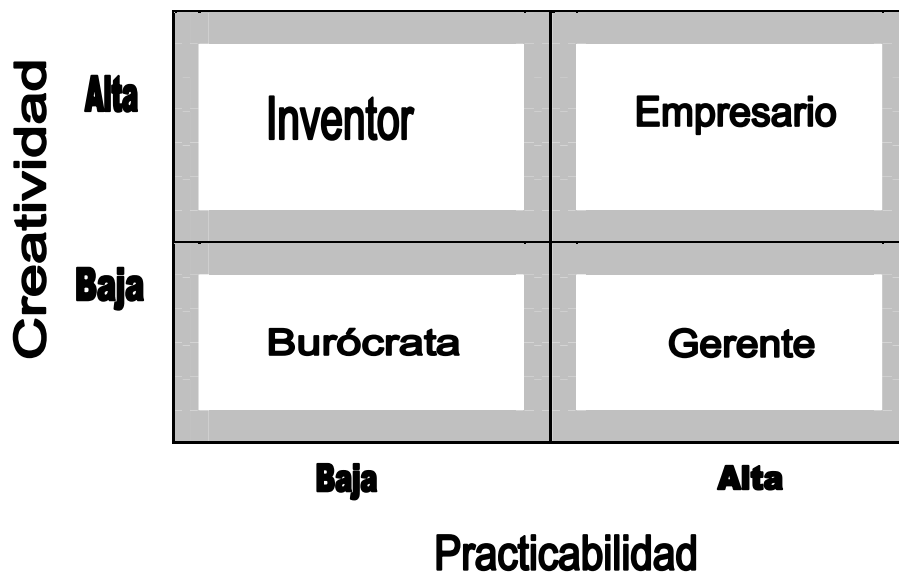 Creatividad
Alta
Inventor
Empresario
Baja
Burócrata
Gerente
Baja
Alta
Practicabilidad